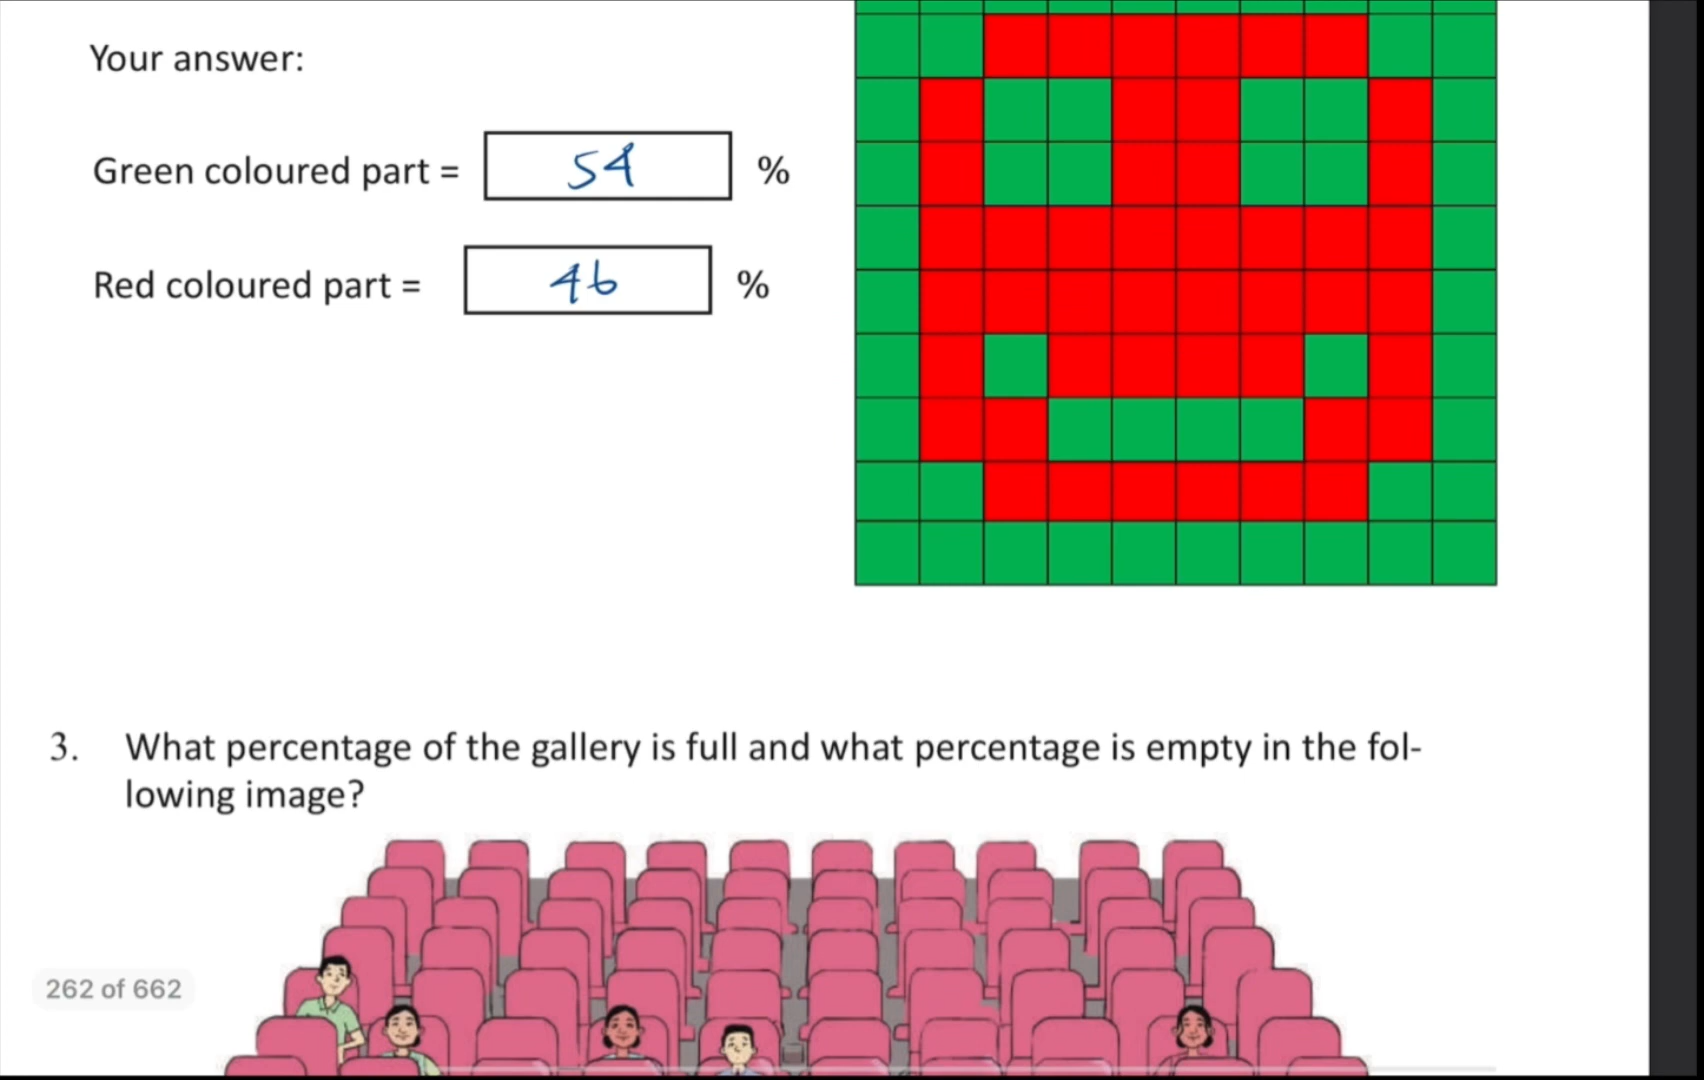 Your answer:
Green coloured part = 54 %
Red coloured part = 46 %
3. What percentage of the gallery is full and what percentage is empty in the fol-
lowing image?
262 of 662